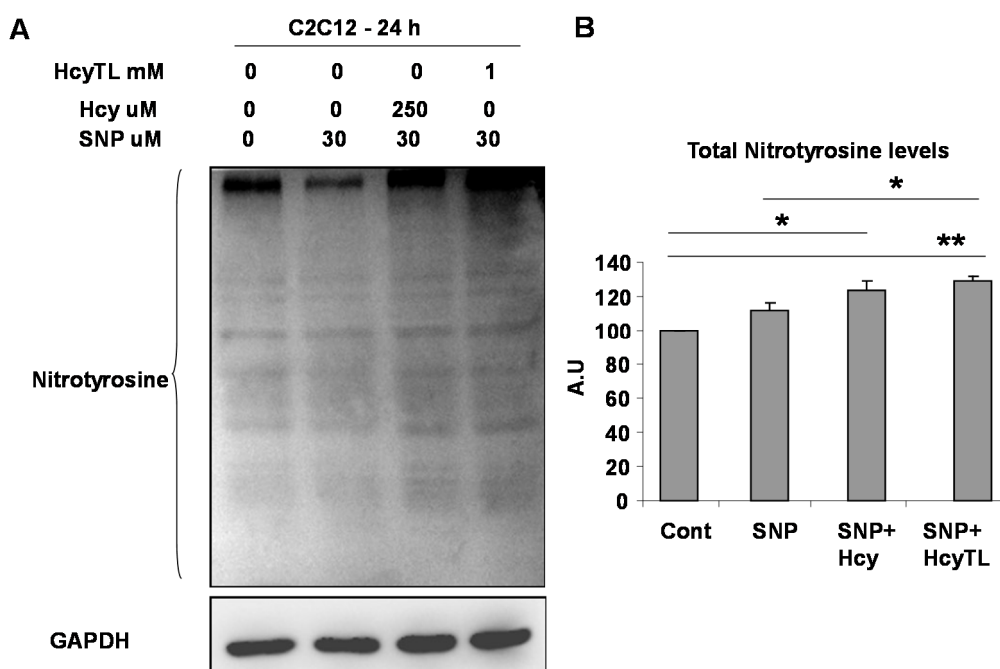 A
C2C12 - 24 h
HcyTL mM 0 0 0 1
Hcy uM 0 0 250 0
SNP uM 0 30 30 30
Nitrotyrosine
GAPDH
B
Total Nitrotyrosine levels
*
*
**
140
120
100
80
60
40
20
0
A.U
Cont SNP SNP+ SNP+
Hcy HcyTL